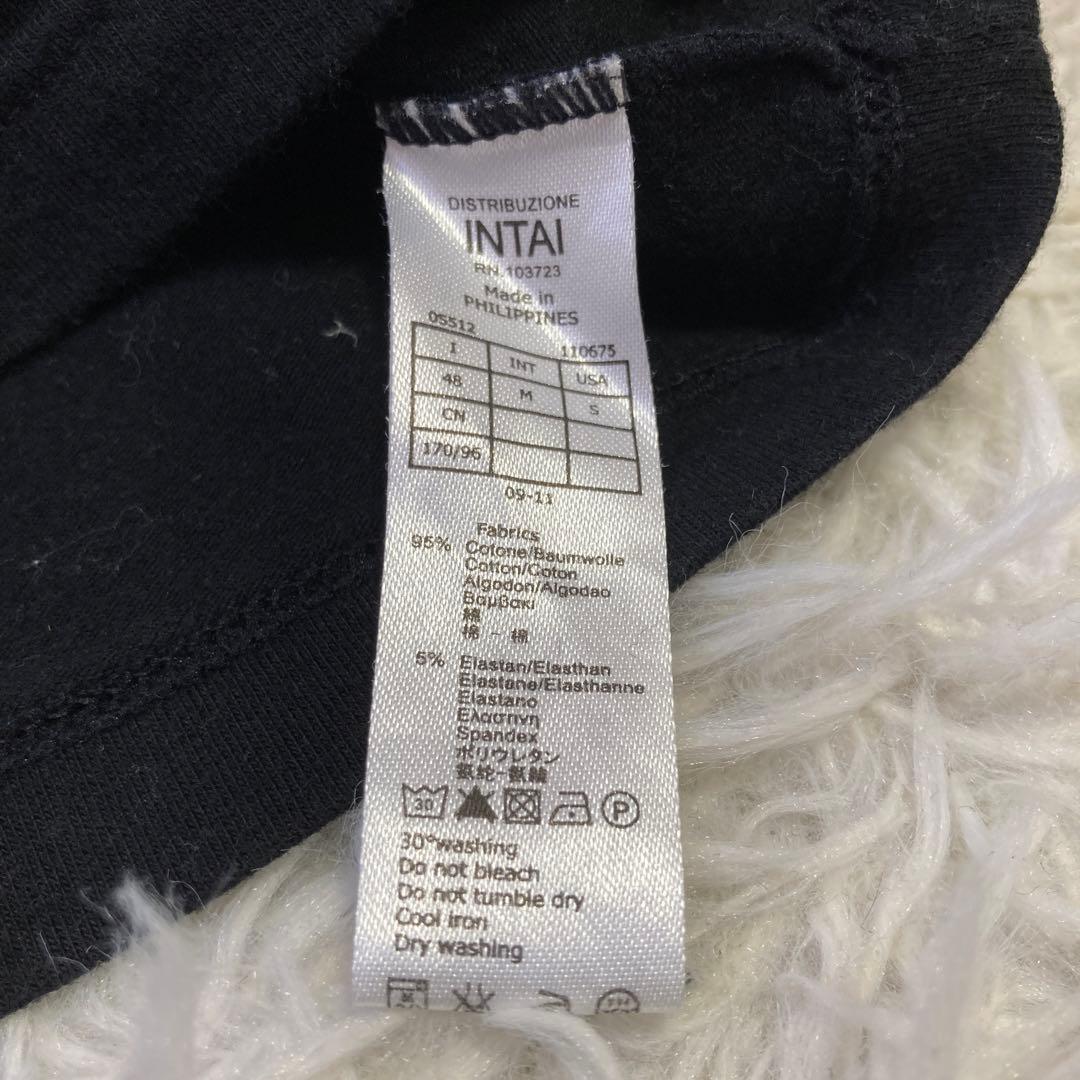 DISTRIBUZIONE
INTAI
RN.103723
Made in
PHILIPPINES
05512 110675
I INT USA
48 M S
CN
170/96
09-11
Fabrics
95% Cotone/Baumwolle
Cotton/Coton
Algodon/Algodao
Βαμβακι
綿
棉 - 棉
5% Elastan/Elasthan
Elastane/Elasthanne
Elastano
Ελαστινη
Spandex
ポリウレタン
30
P
30°washing
Do not bleach
Do not tumble dry
Cool iron
Dry washing